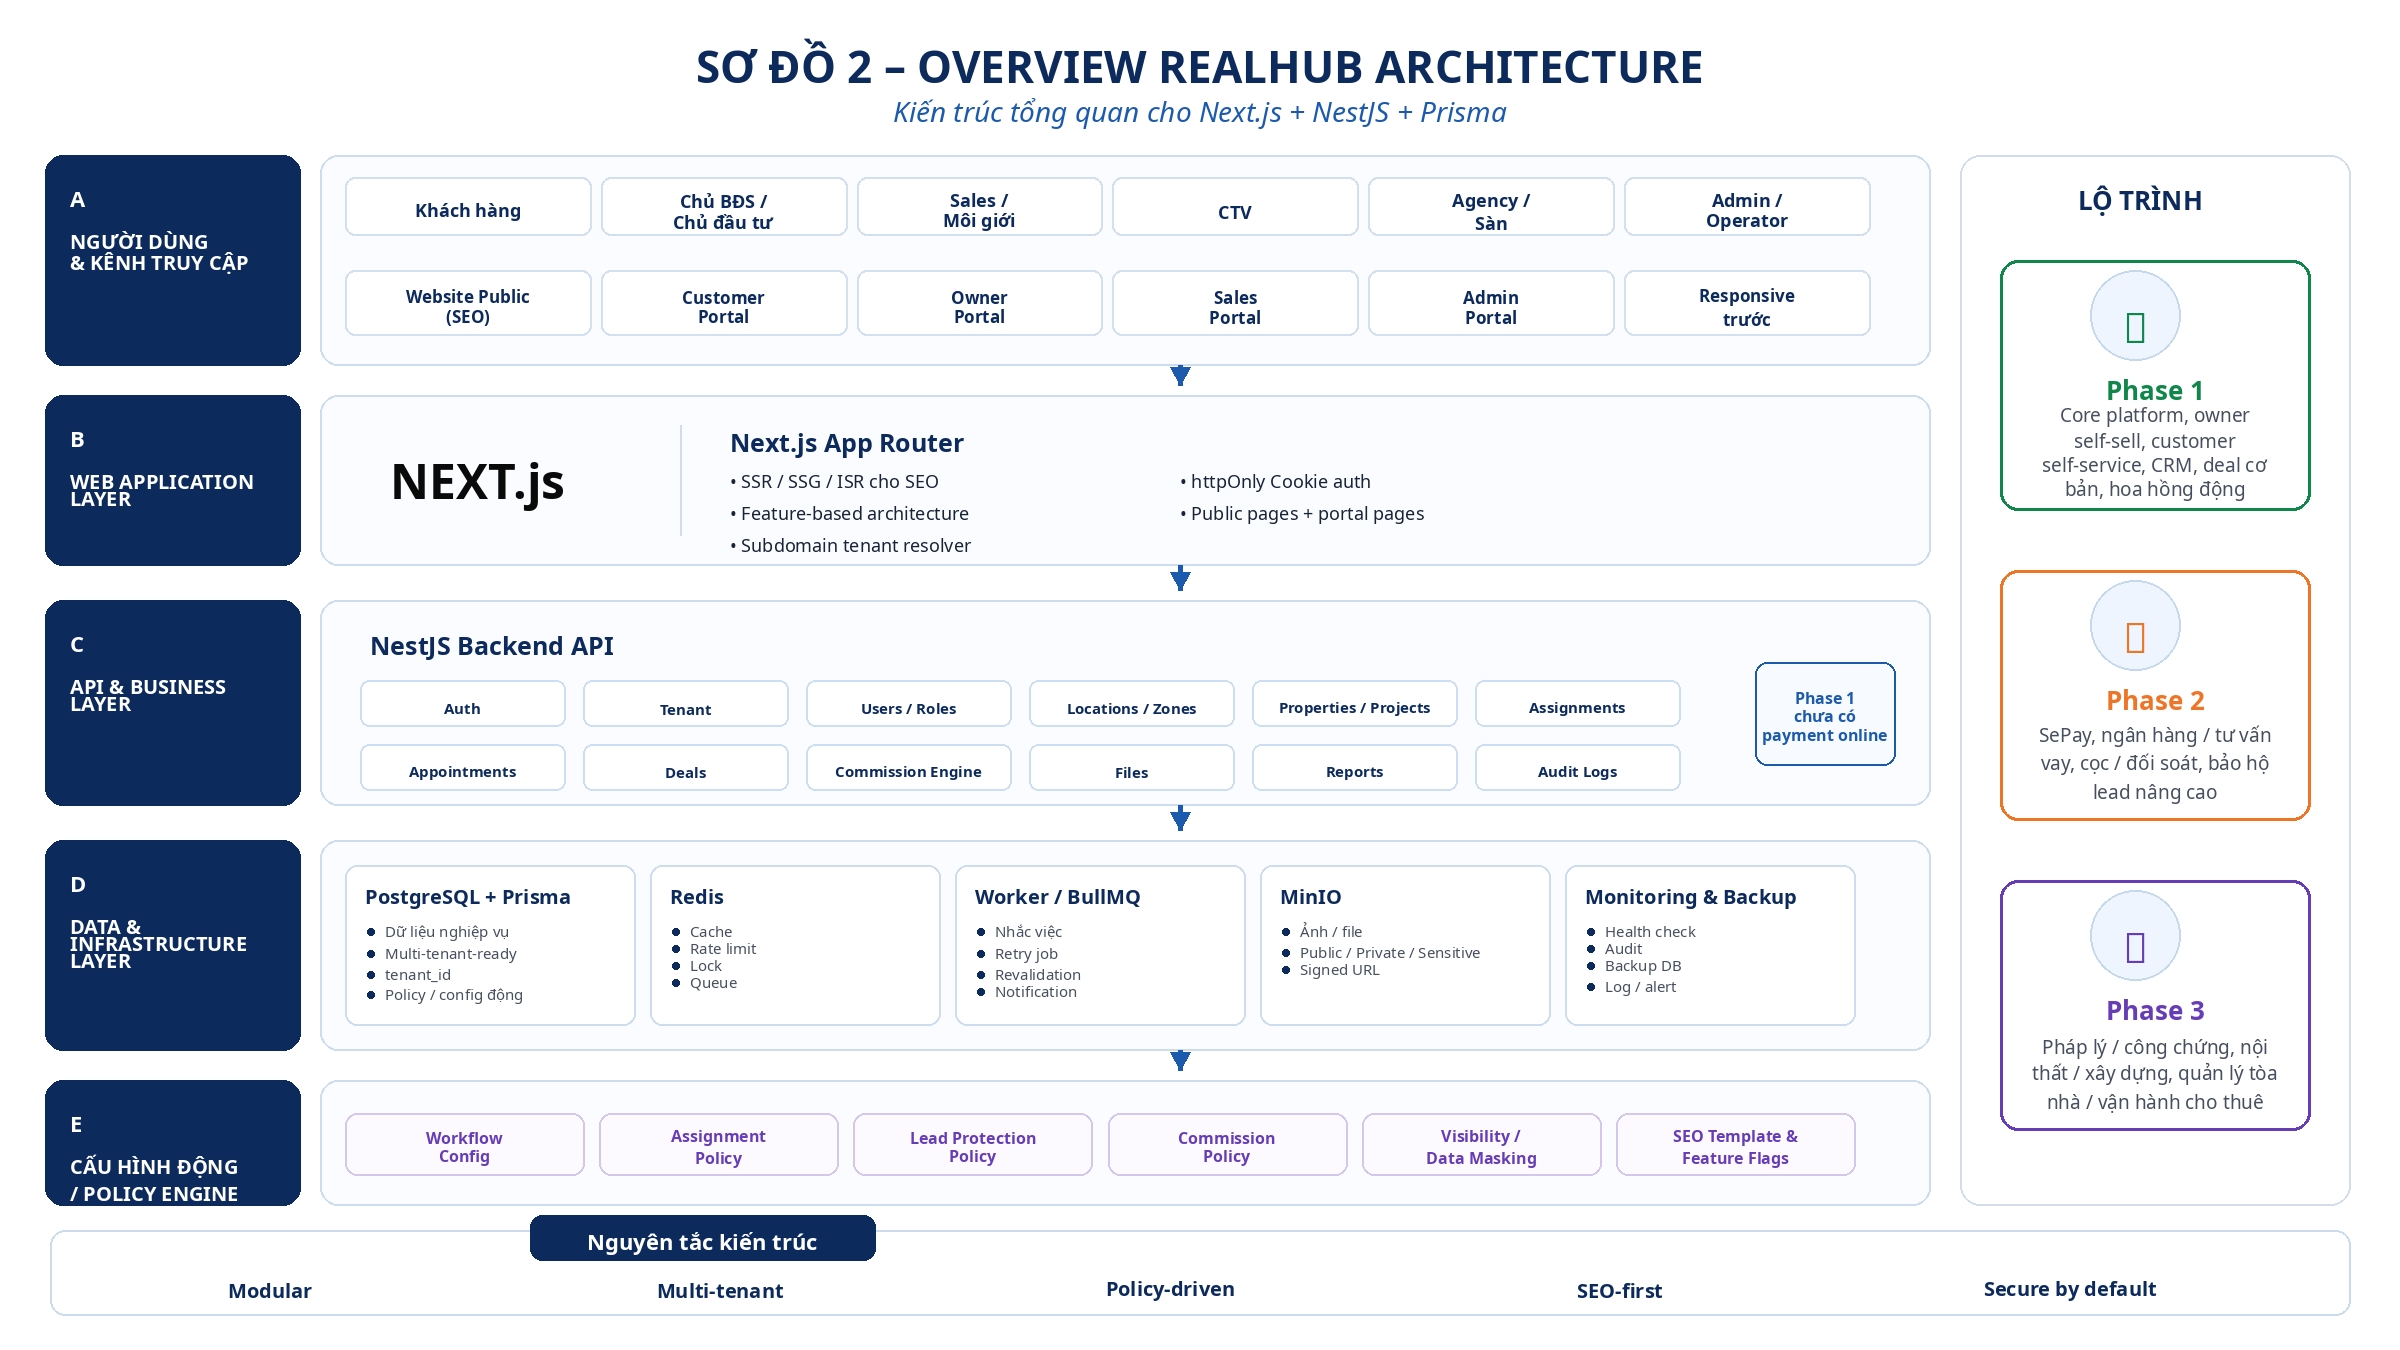 SƠ ĐỒ 2 – OVERVIEW REALHUB ARCHITECTURE
Kiến trúc tổng quan cho Next.js + NestJS + Prisma
A
NGƯỜI DÙNG
& KÊNH TRUY CẬP
Khách hàng
Chủ BĐS /
Chủ đầu tư
Sales /
Môi giới
CTV
Agency /
Sàn
Admin /
Operator
Website Public
(SEO)
Customer
Portal
Owner
Portal
Sales
Portal
Admin
Portal
Responsive
trước
B
WEB APPLICATION
LAYER
NEXT.js
Next.js App Router
• SSR / SSG / ISR cho SEO
• Feature-based architecture
• Subdomain tenant resolver
• httpOnly Cookie auth
• Public pages + portal pages
C
API & BUSINESS
LAYER
NestJS Backend API
Auth
Tenant
Users / Roles
Locations / Zones
Properties / Projects
Assignments
Appointments
Deals
Commission Engine
Files
Reports
Audit Logs
Phase 1
chưa có
payment online
D
DATA &
INFRASTRUCTURE
LAYER
PostgreSQL + Prisma
● Dữ liệu nghiệp vụ
● Multi-tenant-ready
● tenant_id
● Policy / config động
Redis
● Cache
● Rate limit
● Lock
● Queue
Worker / BullMQ
● Nhắc việc
● Retry job
● Revalidation
● Notification
MinIO
● Ảnh / file
● Public / Private / Sensitive
● Signed URL
Monitoring & Backup
● Health check
● Audit
● Backup DB
● Log / alert
E
CẤU HÌNH ĐỘNG
/ POLICY ENGINE
Workflow
Config
Assignment
Policy
Lead Protection
Policy
Commission
Policy
Visibility /
Data Masking
SEO Template &
Feature Flags
LỘ TRÌNH
Phase 1
Core platform, owner
self-sell, customer
self-service, CRM, deal cơ
bản, hoa hồng động
Phase 2
SePay, ngân hàng / tư vấn
vay, cọc / đối soát, bảo hộ
lead nâng cao
Phase 3
Pháp lý / công chứng, nội
thất / xây dựng, quản lý tòa
nhà / vận hành cho thuê
Nguyên tắc kiến trúc
Modular
Multi-tenant
Policy-driven
SEO-first
Secure by default